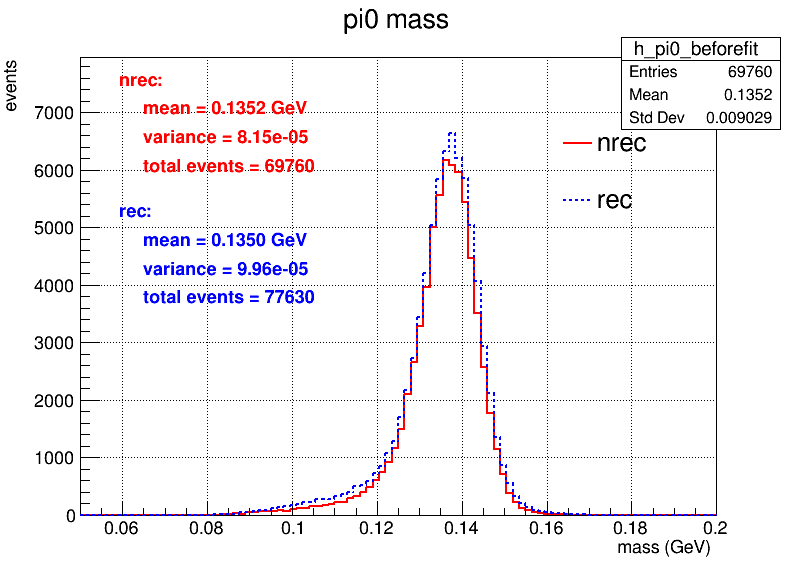 pi0 mass
events
h_pi0_beforefit
Entries 69760
Mean 0.1352
Std Dev 0.009029
nrec:
mean = 0.1352 GeV
variance = 8.15e-05
total events = 69760
rec:
mean = 0.1350 GeV
variance = 9.96e-05
total events = 77630
nrec
rec
7000
6000
5000
4000
3000
2000
1000
0
0.06 0.08 0.1 0.12 0.14 0.16 0.18 0.2
mass (GeV)